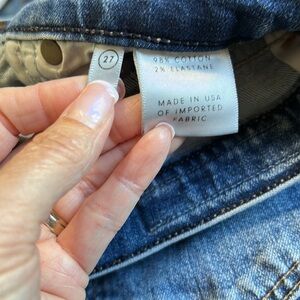 27
98% COTTON
2% ELASTANE
MADE IN USA
OF IMPORTED
FABRIC